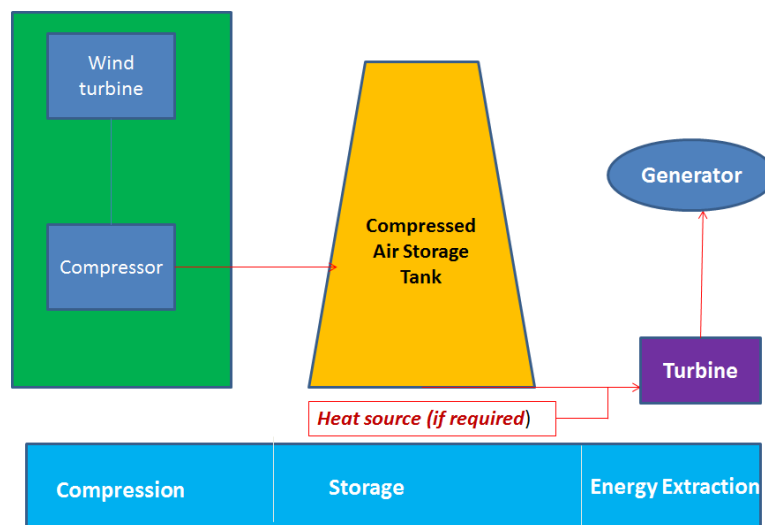 Wind
turbine
Compressor
Compressed
Air Storage
Tank
Generator
Turbine
Heat source (if required)
Compression
Storage
Energy Extraction